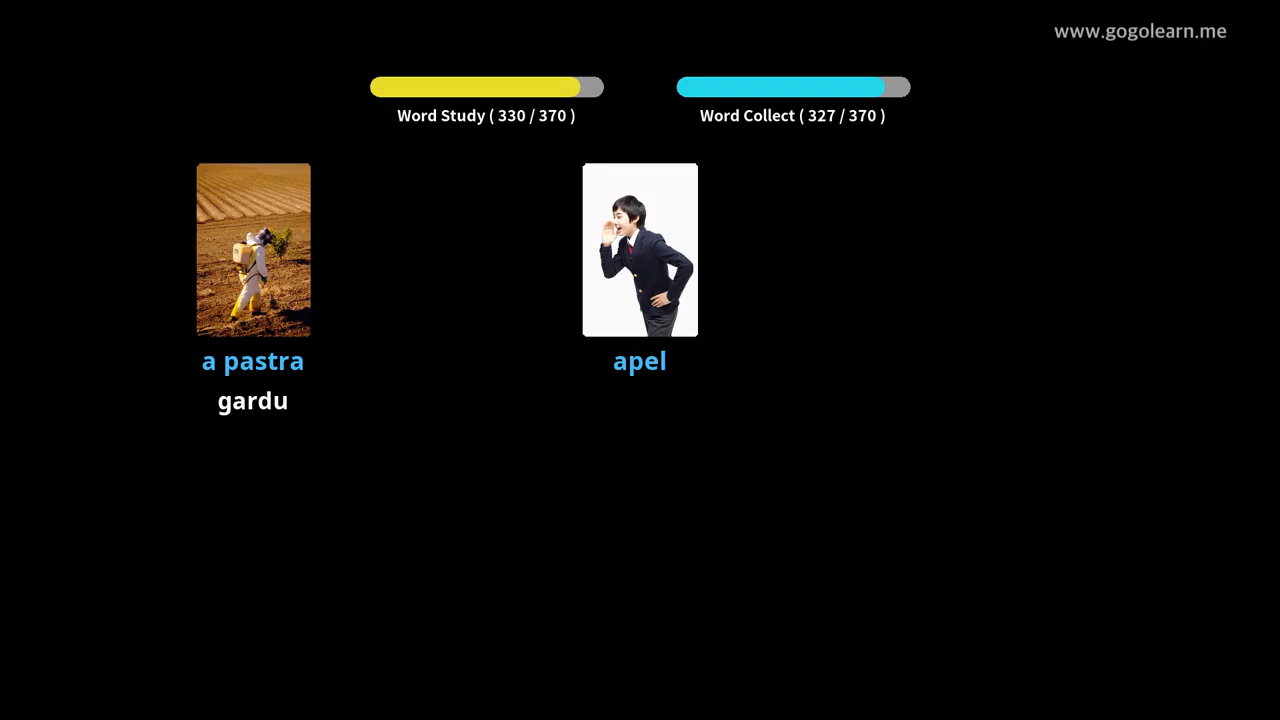 www.gogolearn.me
Word Study ( 330 / 370 )
Word Collect ( 327 / 370 )
a pastra
apel
gardu